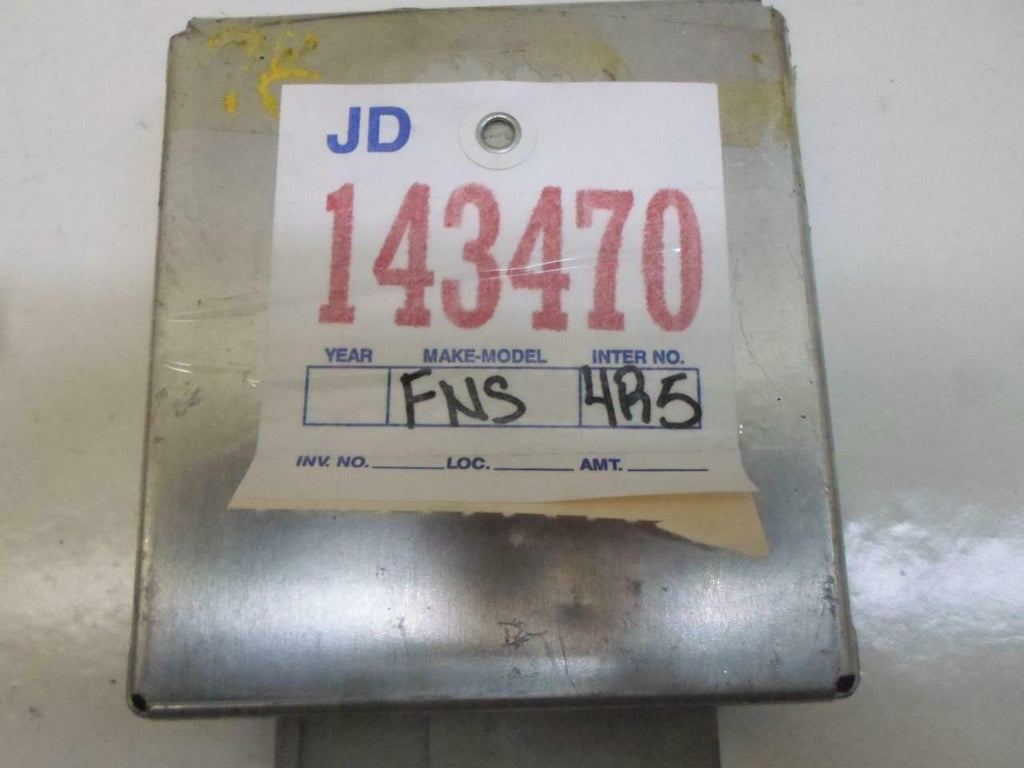 JD
143470
YEAR MAKE-MODEL INTER NO.
FNS 4R5
INV. NO. LOC. AMT.